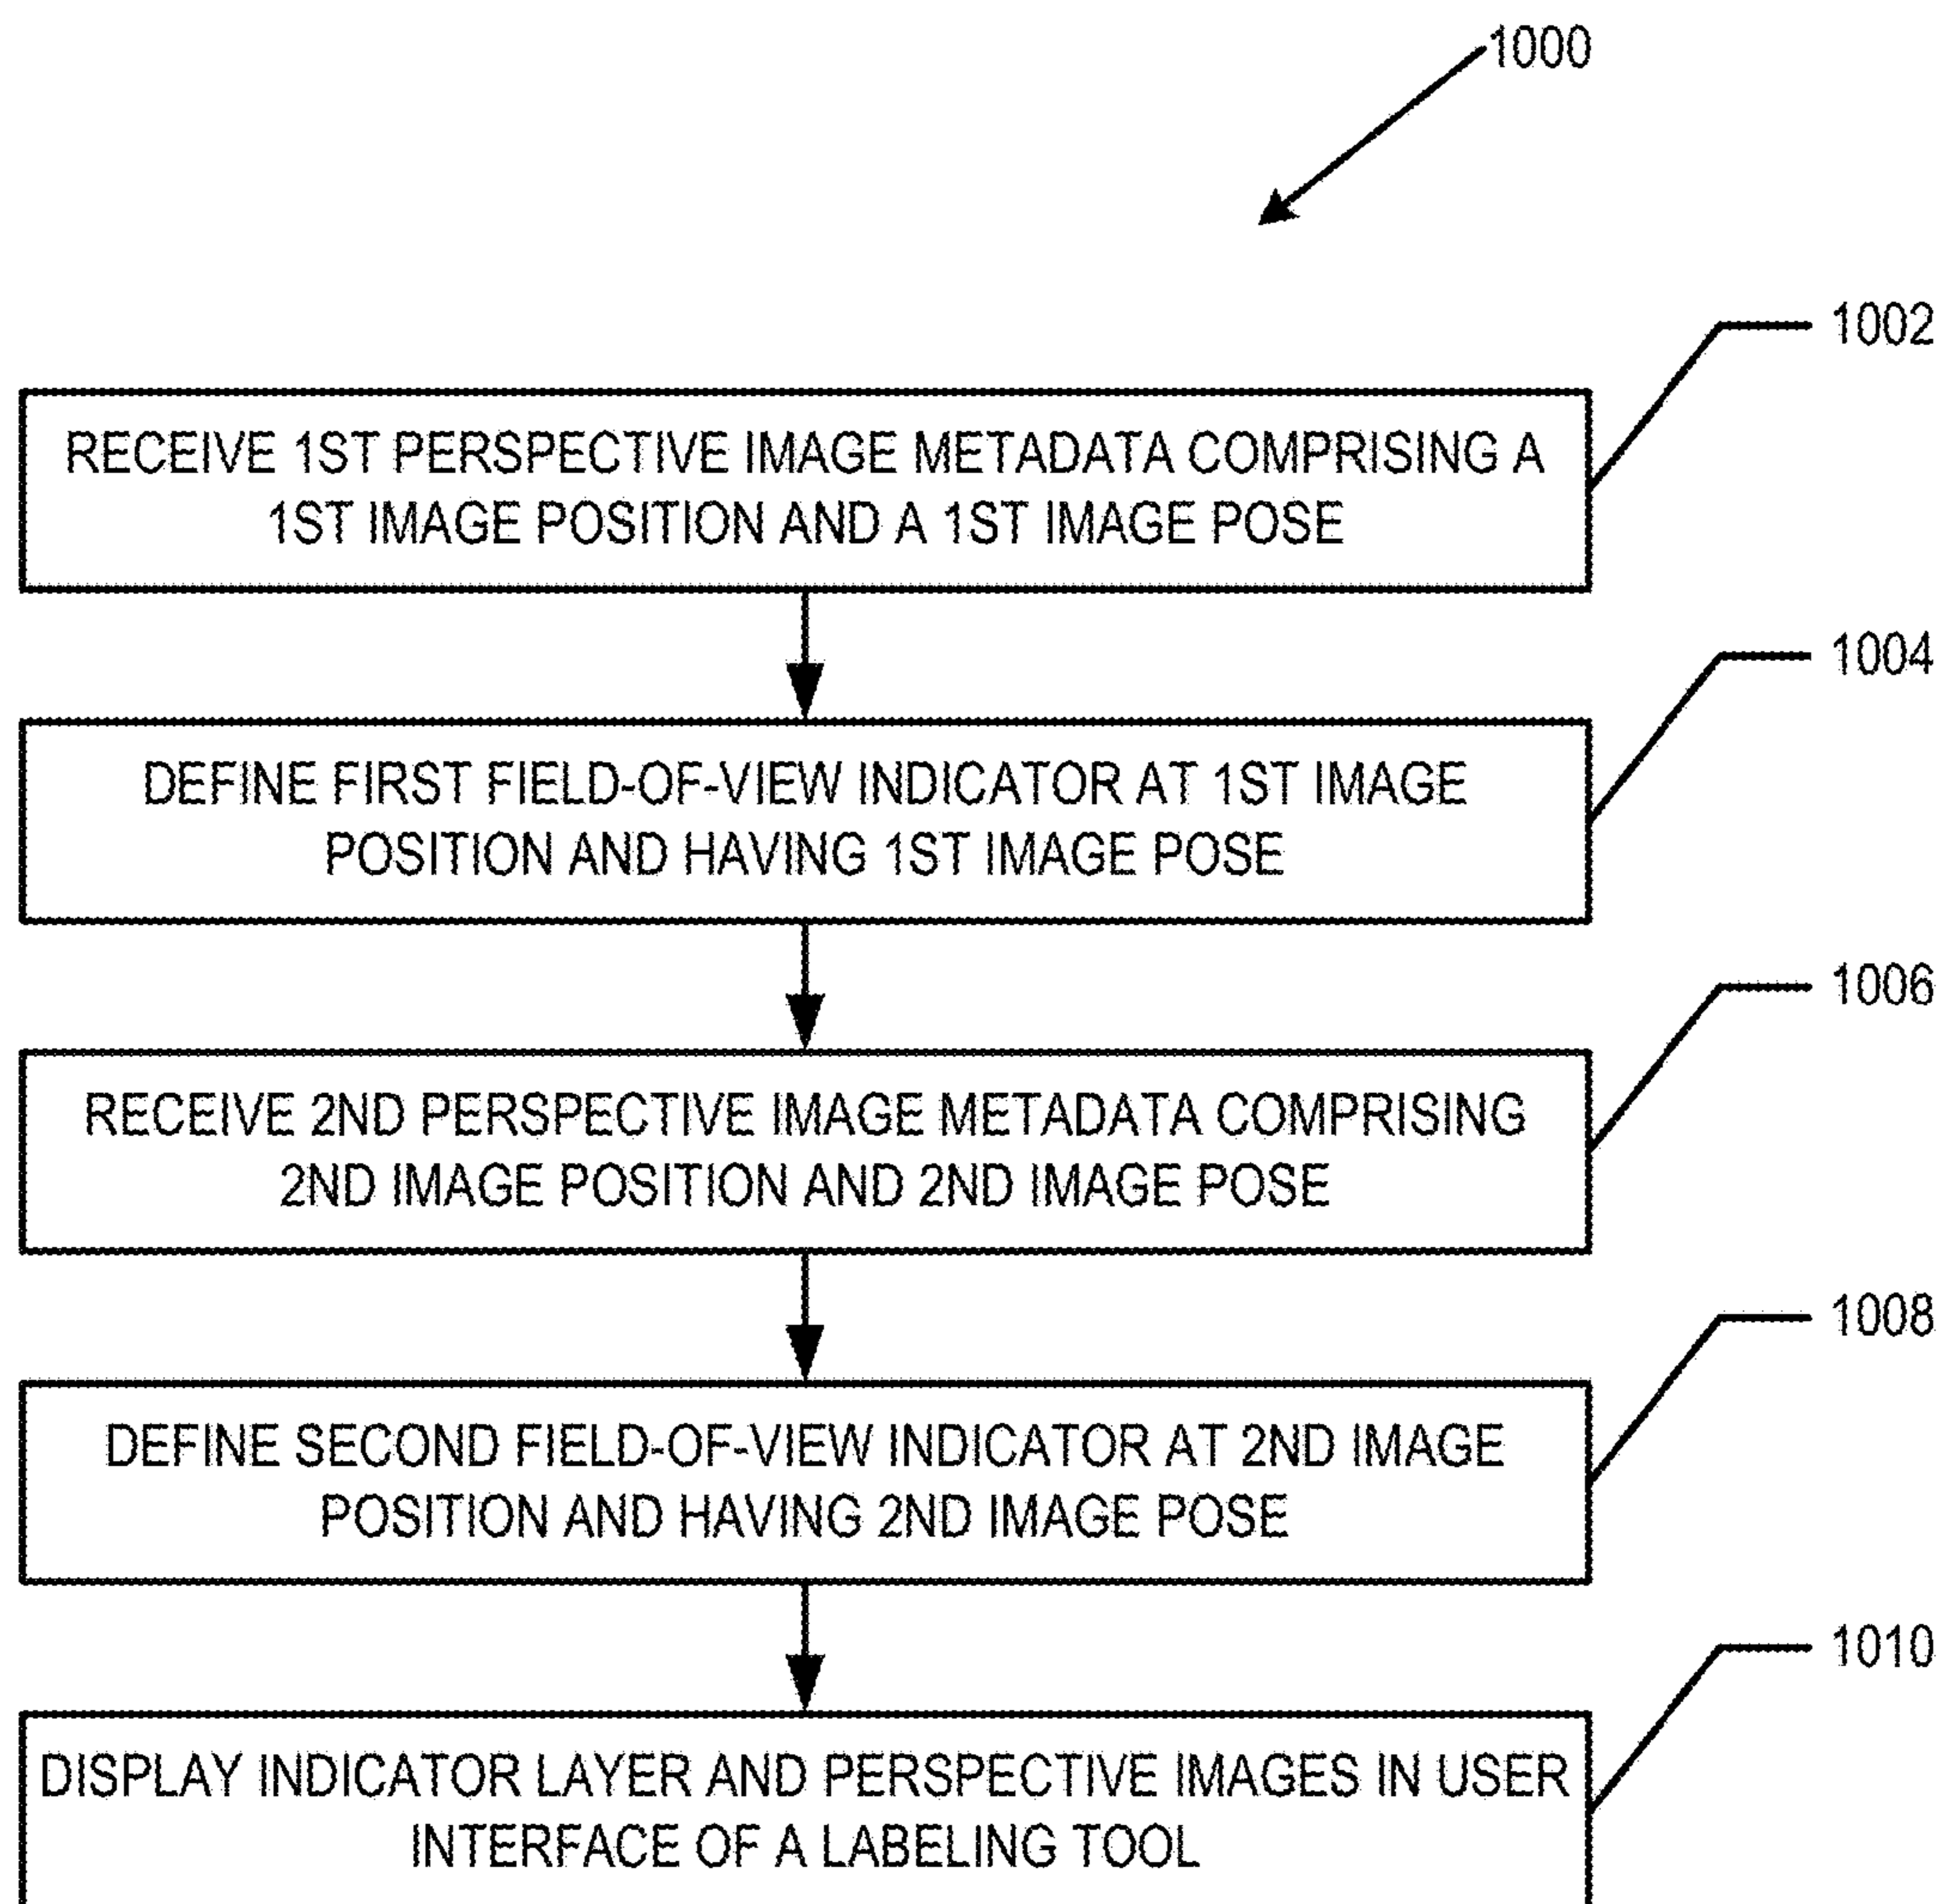 1000
1002
RECEIVE 1ST PERSPECTIVE IMAGE METADATA COMPRISING A
1ST IMAGE POSITION AND A 1ST IMAGE POSE
1004
DEFINE FIRST FIELD-OF-VIEW INDICATOR AT 1ST IMAGE
POSITION AND HAVING 1ST IMAGE POSE
1006
RECEIVE 2ND PERSPECTIVE IMAGE METADATA COMPRISING
2ND IMAGE POSITION AND 2ND IMAGE POSE
1008
DEFINE SECOND FIELD-OF-VIEW INDICATOR AT 2ND IMAGE
POSITION AND HAVING 2ND IMAGE POSE
1010
DISPLAY INDICATOR LAYER AND PERSPECTIVE IMAGES IN USER
INTERFACE OF A LABELING TOOL